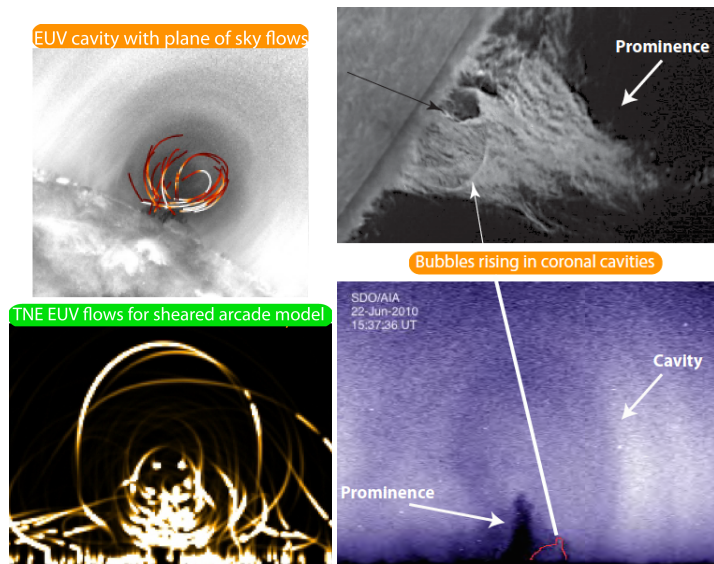 EUV cavity with plane of sky flows
Prominence
Bubbles rising in coronal cavities
TNE EUV flows for sheared arcade model
SDO/AIA
22-Jun-2010
15:37:36 UT
Cavity
Prominence